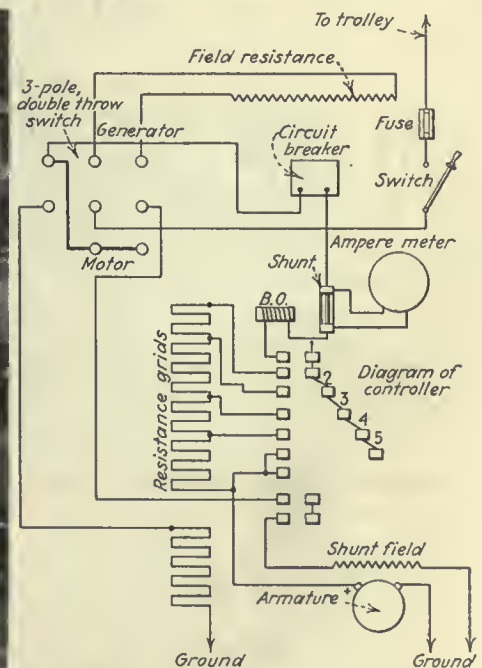 To trolley
Field resistance
3-pole,
double throw
switch
Generator
Fuse
Circuit
breaker
Switch
Motor
Ampere meter
Shunt
B.O.
Resistance grids
Diagram of
controller
2
3
4
5
Shunt field
+
Armature
Ground
Ground